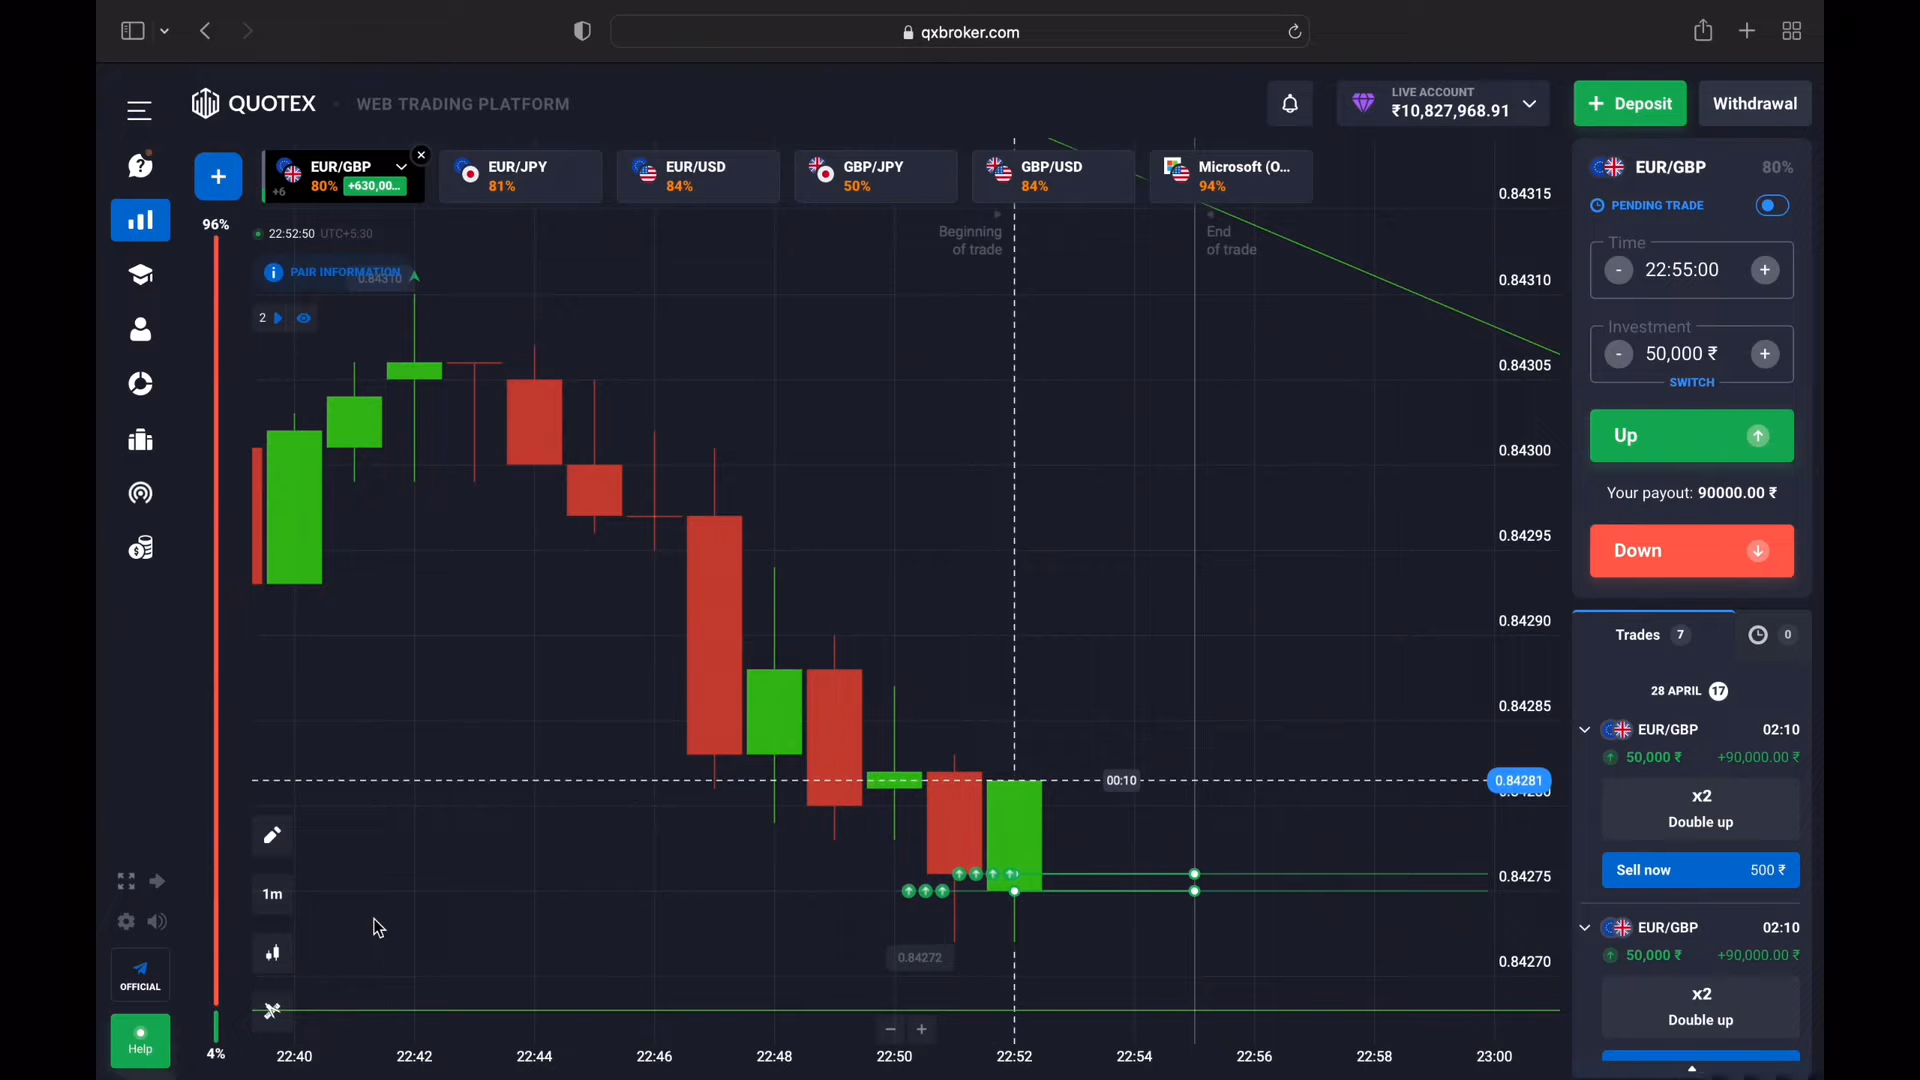 qxbroker.com
QUOTEX
WEB TRADING PLATFORM
LIVE ACCOUNT
₹10,827,968.91
+ Deposit
Withdrawal
+
+6
EUR/GBP
80% +630,00...
EUR/JPY
81%
EUR/USD
84%
GBP/JPY
50%
GBP/USD
84%
Microsoft (O...
94%
96%
22:52:50 UTC+5:30
PAIR INFORMATION
0.84310
2
Beginning
of trade
End
of trade
0.84315
0.84310
0.84305
0.84300
0.84295
0.84290
0.84285
0.84281
0.84280
0.84275
0.84270
00:10
0.84272
1m
OFFICIAL
Help
4%
22:40
22:42
22:44
22:46
22:48
22:50
22:52
22:54
22:56
22:58
23:00
EUR/GBP 80%
PENDING TRADE
Time
- 22:55:00 +
Investment
- 50,000 ₹ +
SWITCH
Up
Your payout: 90000.00 ₹
Down
Trades 7
0
28 APRIL 17
EUR/GBP 02:10
50,000 ₹ +90,000.00 ₹
x2
Double up
Sell now 500 ₹
EUR/GBP 02:10
50,000 ₹ +90,000.00 ₹
x2
Double up